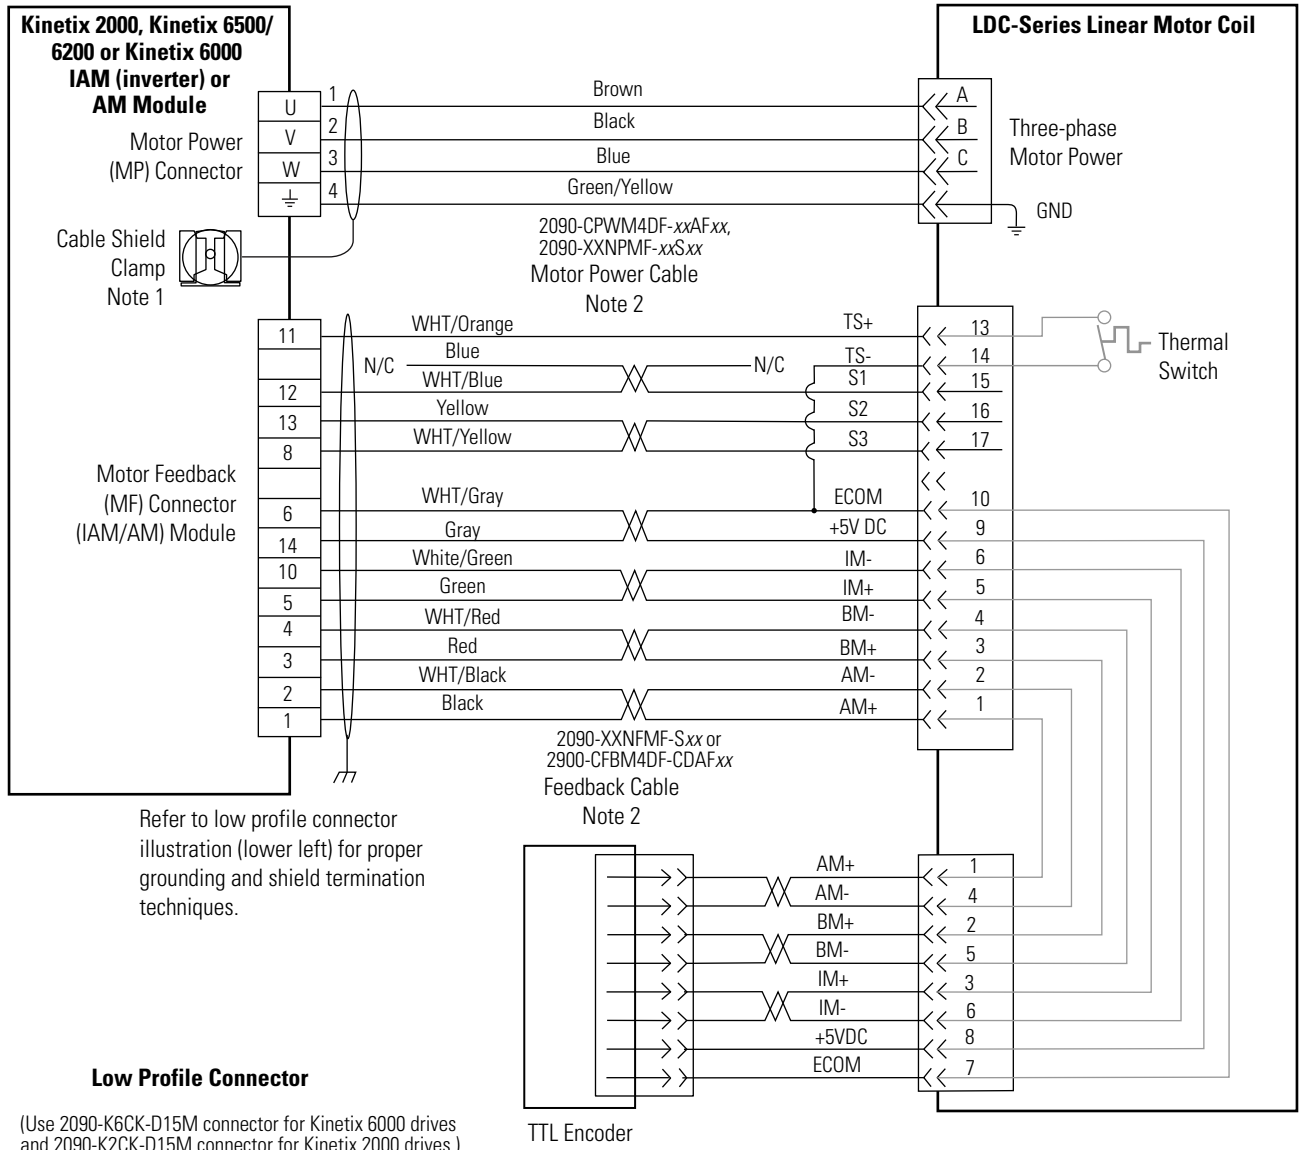 Kinetix 2000, Kinetix 6500/
6200 or Kinetix 6000
IAM (inverter) or
AM Module
LDC-Series Linear Motor Coil
Motor Power
(MP) Connector
U
V
W
1
2
3
4
Brown
Black
Blue
Green/Yellow
A
B
C
Three-phase
Motor Power
GND
2090-CPWM4DF-xxAFxx,
2090-XXNPMF-xxSxx
Motor Power Cable
Note 2
Cable Shield
Clamp
Note 1
11
WHT/Orange
TS+
13
N/C
Blue
N/C
TS-
14
12
WHT/Blue
S1
15
13
Yellow
S2
16
8
WHT/Yellow
S3
17
Thermal
Switch
Motor Feedback
(MF) Connector
(IAM/AM) Module
6
WHT/Gray
ECOM
10
14
Gray
+5V DC
9
10
White/Green
IM-
6
5
Green
IM+
5
4
WHT/Red
BM-
4
3
Red
BM+
3
2
WHT/Black
AM-
2
1
Black
AM+
1
2090-XXNFMF-Sxx or
2900-CFBM4DF-CDAFxx
Feedback Cable
Note 2
Refer to low profile connector
illustration (lower left) for proper
grounding and shield termination
techniques.
AM+
1
AM-
4
BM+
2
BM-
5
IM+
3
IM-
6
+5VDC
8
ECOM
7
TTL Encoder
Low Profile Connector
(Use 2090-K6CK-D15M connector for Kinetix 6000 drives
and 2090-K2CK-D15M connector for Kinetix 2000 drives.)